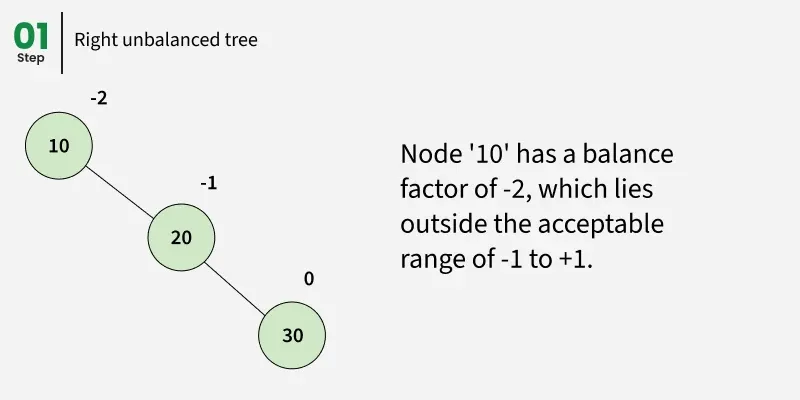 01
Step
Right unbalanced tree
-2
10
-1
20
0
30
Node '10' has a balance
factor of -2, which lies
outside the acceptable
range of -1 to +1.